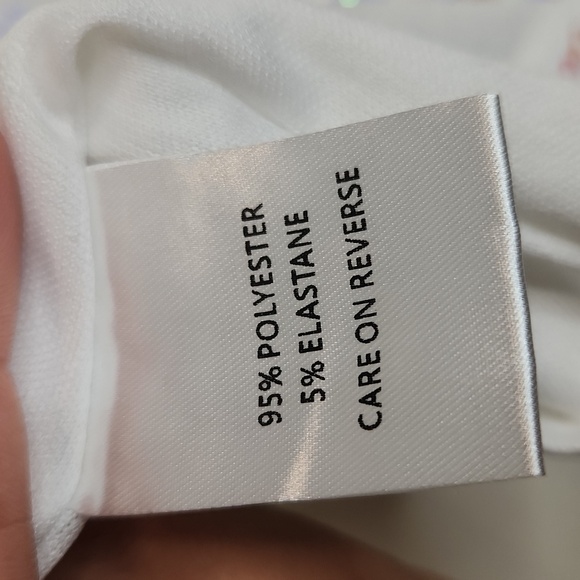 95% POLYESTER
5% ELASTANE
CARE ON REVERSE